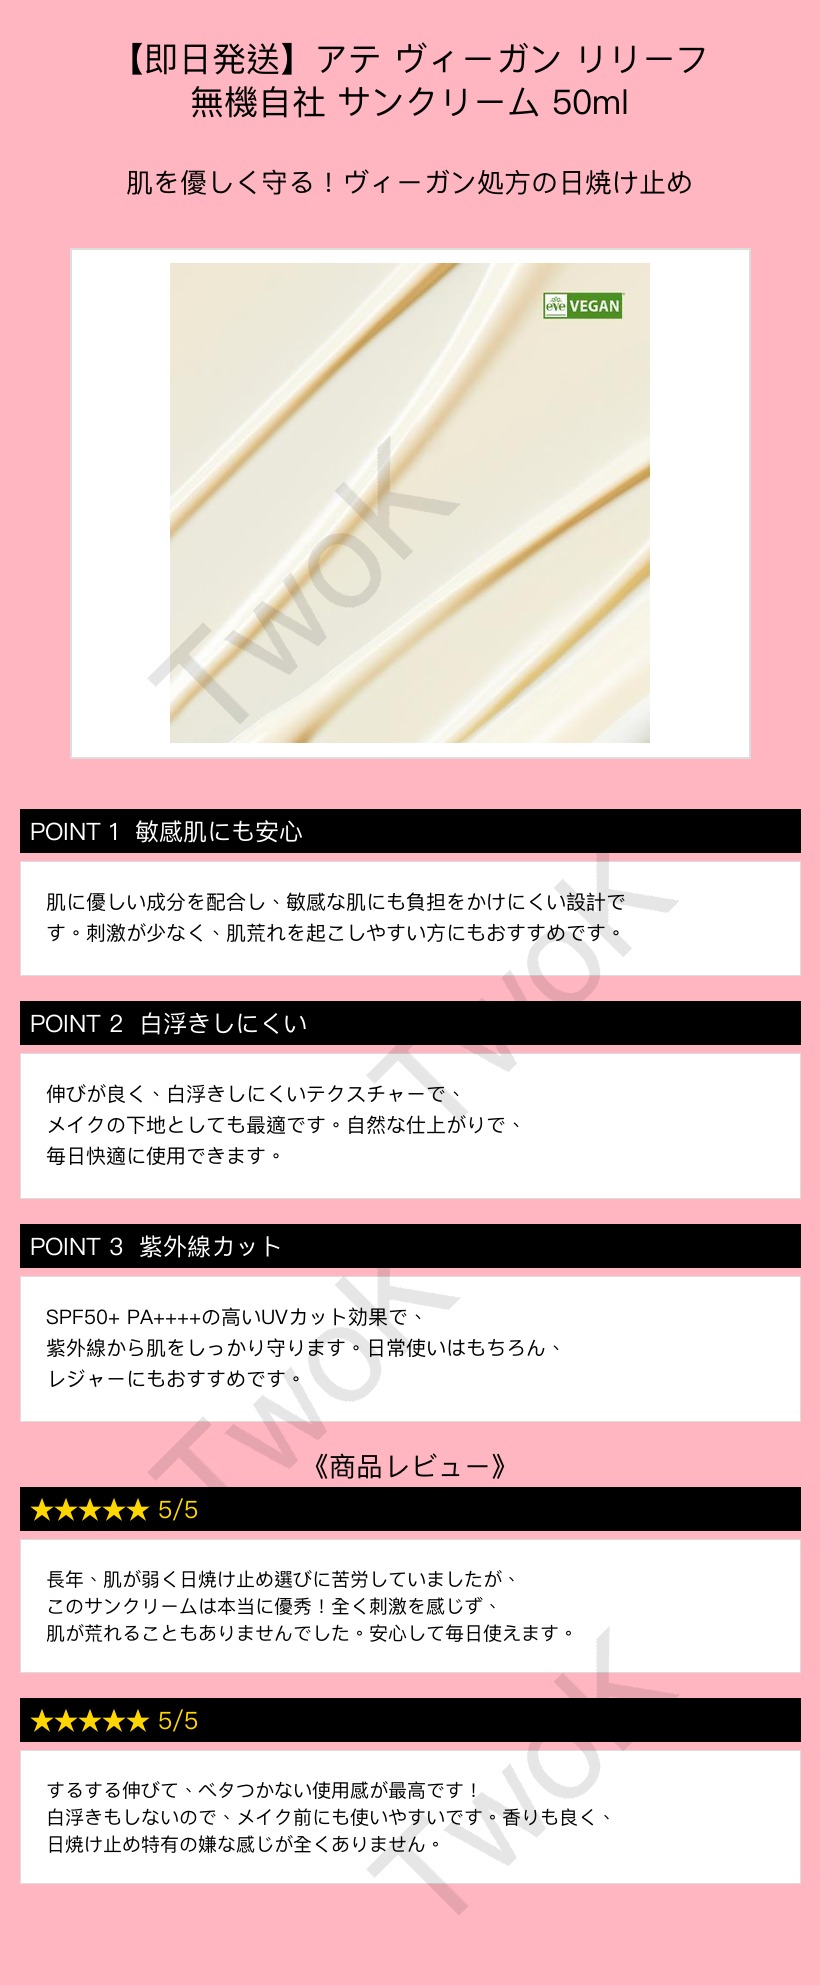 【即日発送】アテ ヴィーガン リリーフ
無機自社 サンクリーム 50ml
肌を優しく守る！ヴィーガン処方の日焼け止め
eve VEGAN
TwoK
POINT 1 敏感肌にも安心
肌に優しい成分を配合し、敏感な肌にも負担をかけにくい設計で
す。刺激が少なく、肌荒れを起こしやすい方にもおすすめです。
TwoK
POINT 2 白浮きしにくい
伸びが良く、白浮きしにくいテクスチャーで、
メイクの下地としても最適です。自然な仕上がりで、
毎日快適に使用できます。
POINT 3 紫外線カット
SPF50+ PA++++の高いUVカット効果で、
紫外線から肌をしっかり守ります。日常使いはもちろん、
レジャーにもおすすめです。
TwoK
《商品レビュー》
★★★★★ 5/5
長年、肌が弱く日焼け止め選びに苦労していましたが、
このサンクリームは本当に優秀！全く刺激を感じず、
肌が荒れることもありませんでした。安心して毎日使えます。
★★★★★ 5/5
するする伸びて、ベタつかない使用感が最高です！
白浮きもしないので、メイク前にも使いやすいです。香りも良く、
日焼け止め特有の嫌な感じが全くありません。
TwoK